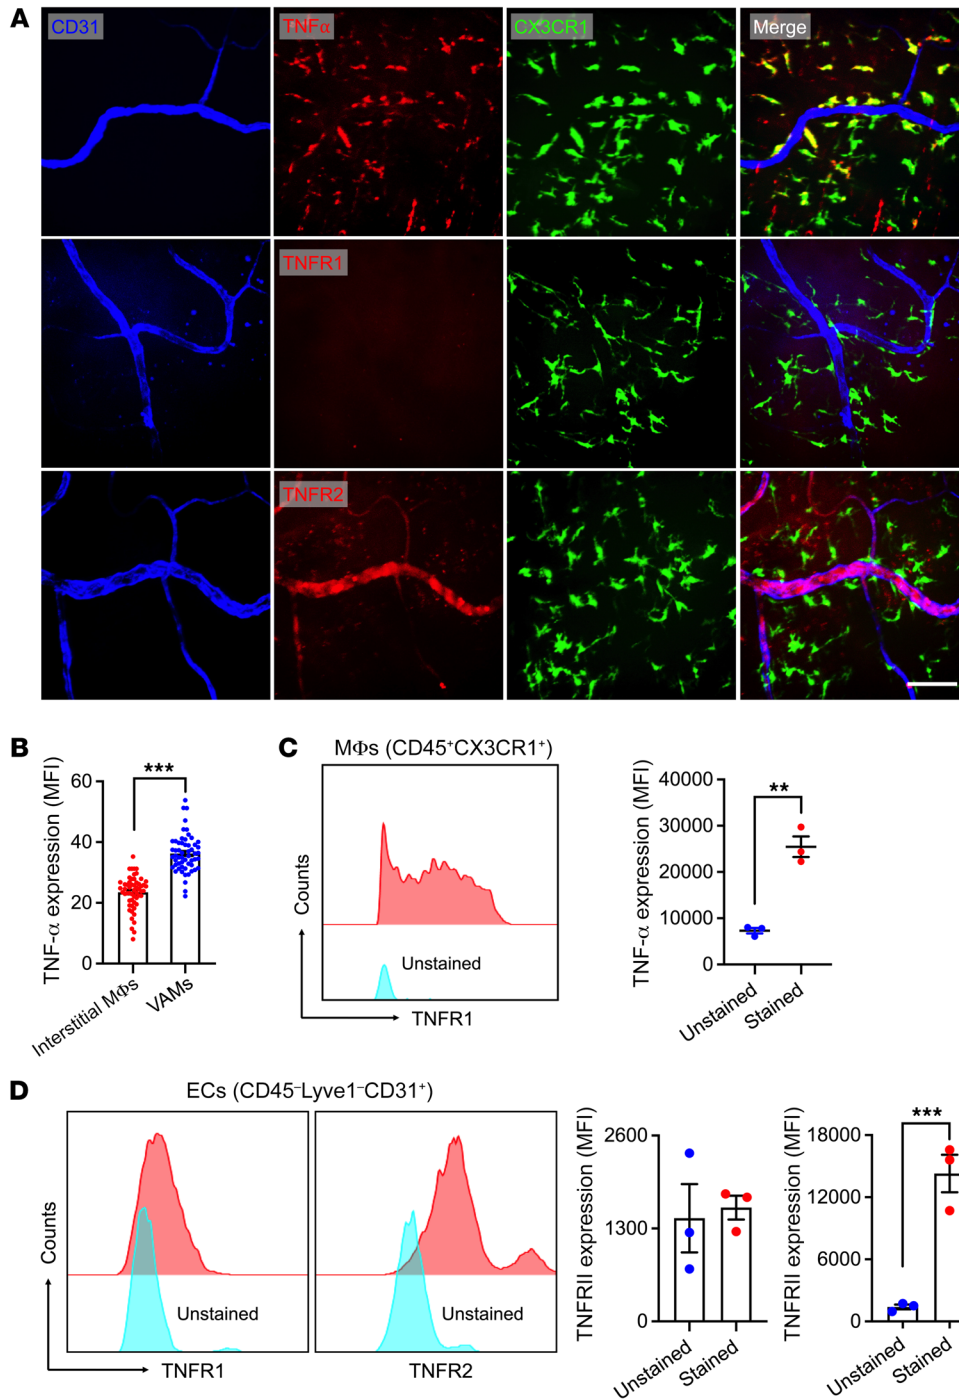 A
CD31
TNFα
CX3CR1
Merge
TNFR1
TNFR2
B
TNF-α expression (MFI)
60
40
20
0
***
Interstitial MΦs
VAMs
C
MΦs (CD45⁺CX3CR1⁺)
Counts
Unstained
TNFR1
TNF-α expression (MFI)
40000
30000
20000
10000
0
**
Unstained
Stained
D
ECs (CD45⁻Lyve1⁻CD31⁺)
Counts
Unstained
TNFR1
Unstained
TNFR2
TNFRII expression (MFI)
2600
1300
0
Unstained
Stained
TNFRII expression (MFI)
18000
12000
6000
0
***
Unstained
Stained